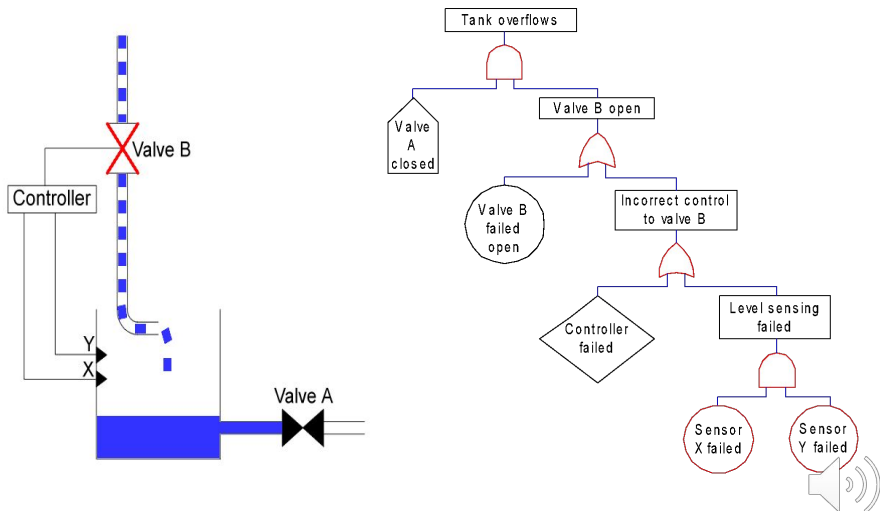 Valve B
Controller
Y
X
Valve A
Tank overflows
Valve
A
closed
Valve B open
Valve B
failed
open
Incorrect control
to valve B
Controller
failed
Level sensing
failed
Sensor
X failed
Sensor
Y failed